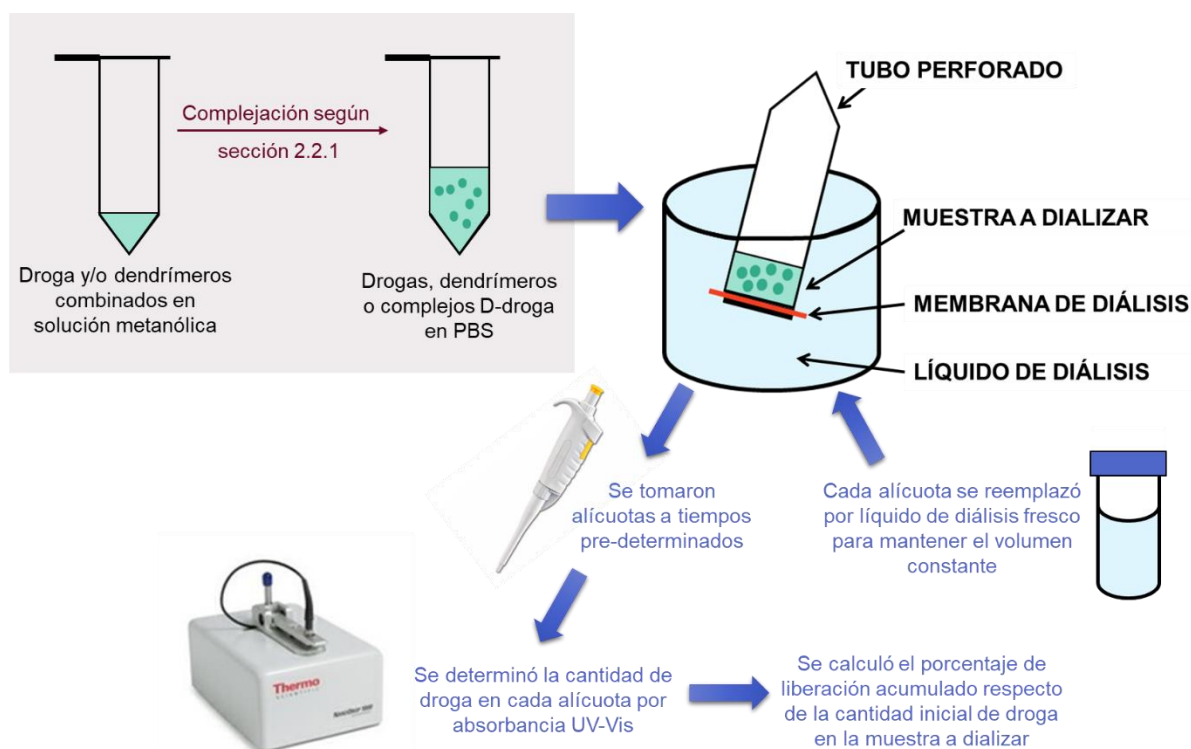 Complejación según
sección 2.2.1
Droga y/o dendrímeros
combinados en
solución metanólica
Drogas, dendrímeros
o complejos D-droga
en PBS
TUBO PERFORADO
MUESTRA A DIALIZAR
MEMBRANA DE DIÁLISIS
LÍQUIDO DE DIÁLISIS
Se tomaron
alícuotas a tiempos
pre-determinados
Cada alícuota se reemplazó
por líquido de diálisis fresco
para mantener el volumen
constante
Thermo
SCIENTIFIC
Se determinó la cantidad de
droga en cada alícuota por
absorbancia UV-Vis
Se calculó el porcentaje de
liberación acumulado respecto
de la cantidad inicial de droga
en la muestra a dializar